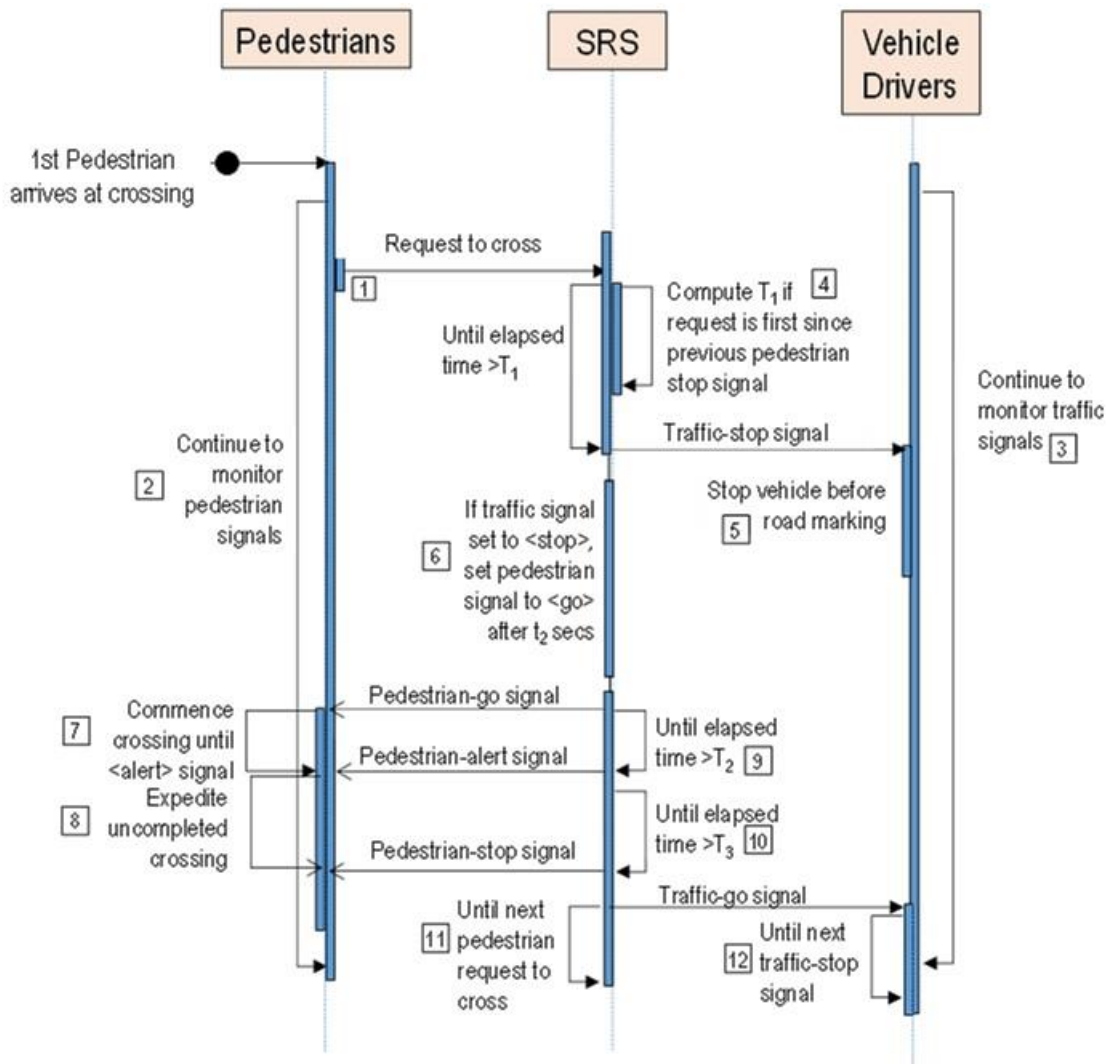 Pedestrians
SRS
Vehicle
Drivers
1st Pedestrian
arrives at crossing
Request to cross
1
Compute T1 if 4
request is first since
previous pedestrian
stop signal
Until elapsed
time >T1
Continue to
monitor traffic
signals 3
Traffic-stop signal
Continue to
monitor
pedestrian
signals
2
Stop vehicle before
road marking
5
If traffic signal
set to <stop>,
set pedestrian
signal to <go>
after t2 secs
6
Pedestrian-go signal
Commence
crossing until
<alert> signal
7
Until elapsed
time >T2 9
Pedestrian-alert signal
Expedite
uncompleted
crossing
8
Until elapsed
time >T3 10
Pedestrian-stop signal
Traffic-go signal
Until next
pedestrian
request to
cross
11
Until next
traffic-stop
signal
12